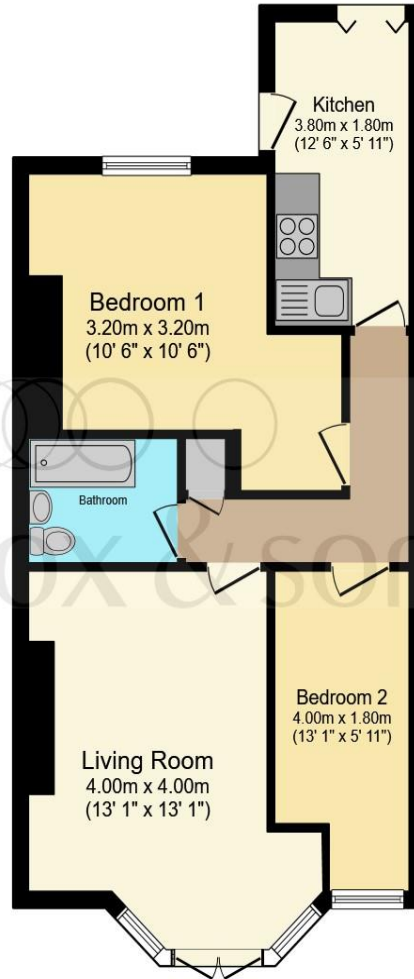 Kitchen
3.80m x 1.80m
(12' 6" x 5' 11")
Bedroom 1
3.20m x 3.20m
(10' 6" x 10' 6")
Bathroom
ox & sons
Bedroom 2
4.00m x 1.80m
(13' 1" x 5' 11")
Living Room
4.00m x 4.00m
(13' 1" x 13' 1")